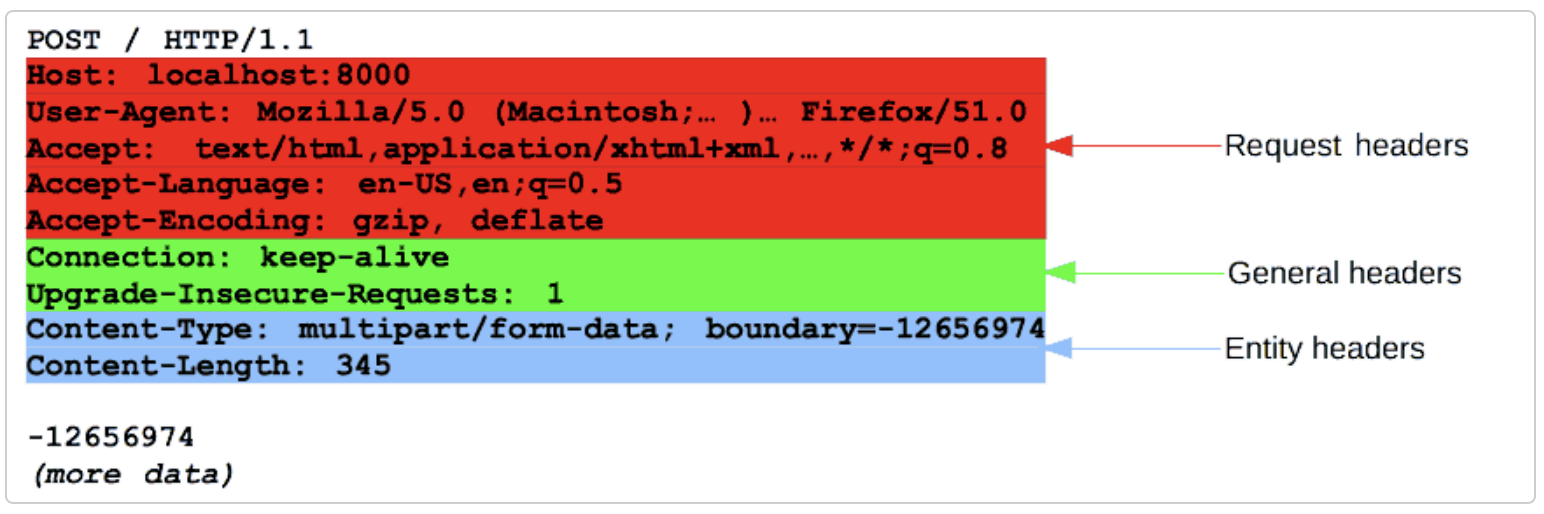 POST / HTTP/1.1
Host: localhost:8000
User-Agent: Mozilla/5.0 (Macintosh;… )… Firefox/51.0
Accept: text/html,application/xhtml+xml,…,*/*;q=0.8
Request headers
Accept-Language: en-US,en;q=0.5
Accept-Encoding: gzip, deflate
Connection: keep-alive
General headers
Upgrade-Insecure-Requests: 1
Content-Type: multipart/form-data; boundary=-12656974
Entity headers
Content-Length: 345
-12656974
(more data)